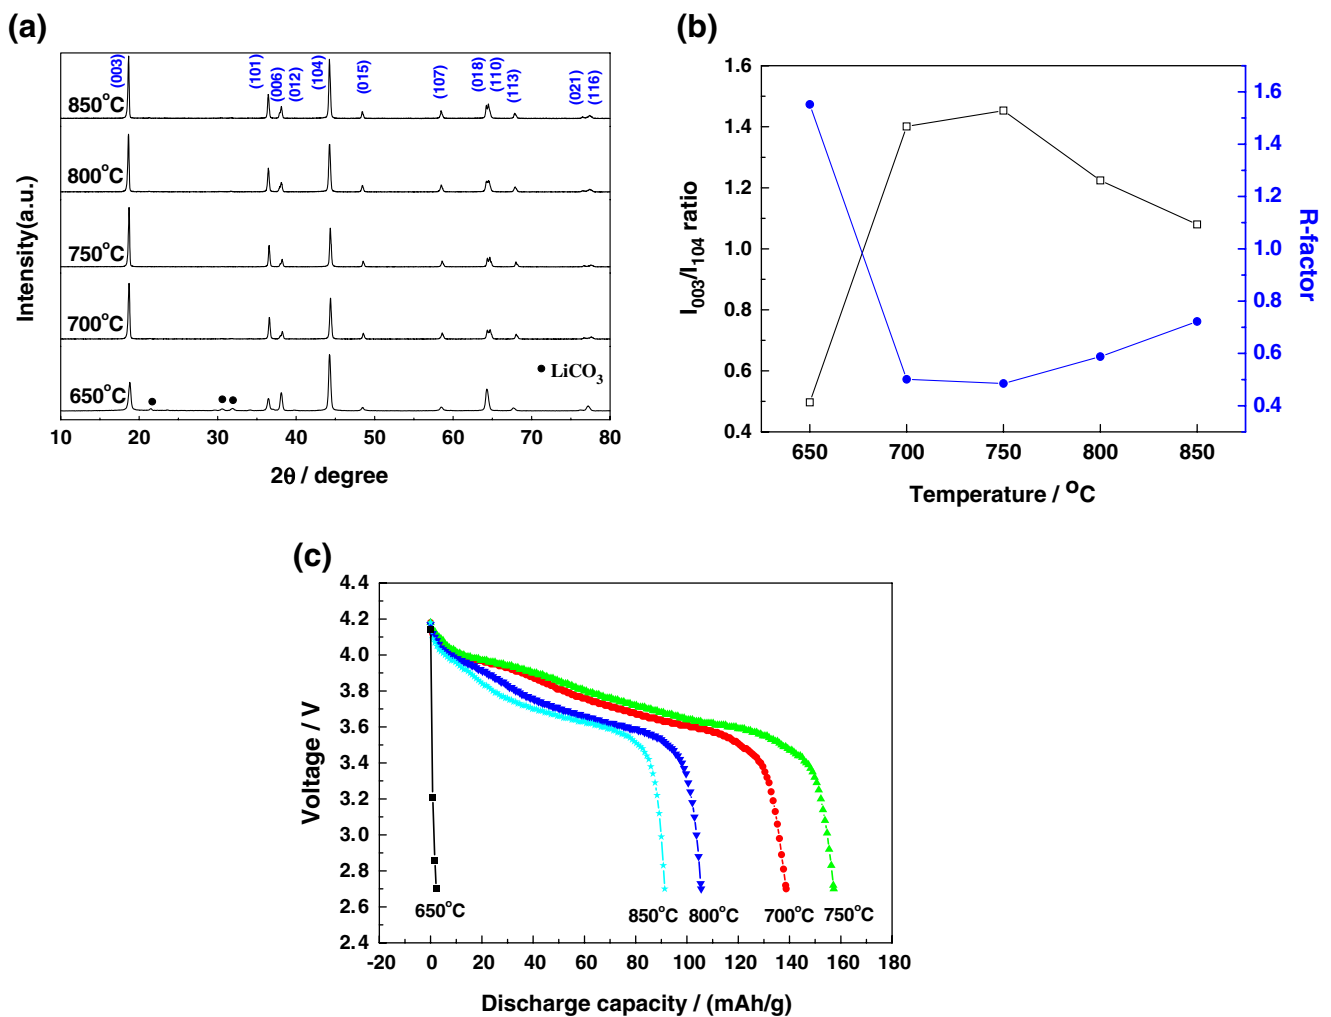 (a)
(003)
(101)
(006)
(012)
(104)
(015)
(107)
(018)
(110)
(113)
(021)
(116)
850°C
800°C
750°C
700°C
650°C
● LiCO₃
Intensity(a.u.)
10 20 30 40 50 60 70 80
2θ / degree
(b)
1.6
1.4
1.2
1.0
0.8
0.6
0.4
I₀₀₃/I₁₀₄ ratio
1.6
1.4
1.2
1.0
0.8
0.6
0.4
R-factor
650 700 750 800 850
Temperature / °C
(c)
4.4
4.2
4.0
3.8
3.6
3.4
3.2
3.0
2.8
2.6
2.4
Voltage / V
650°C
850°C
800°C
700°C
750°C
-20 0 20 40 60 80 100 120 140 160 180
Discharge capacity / (mAh/g)